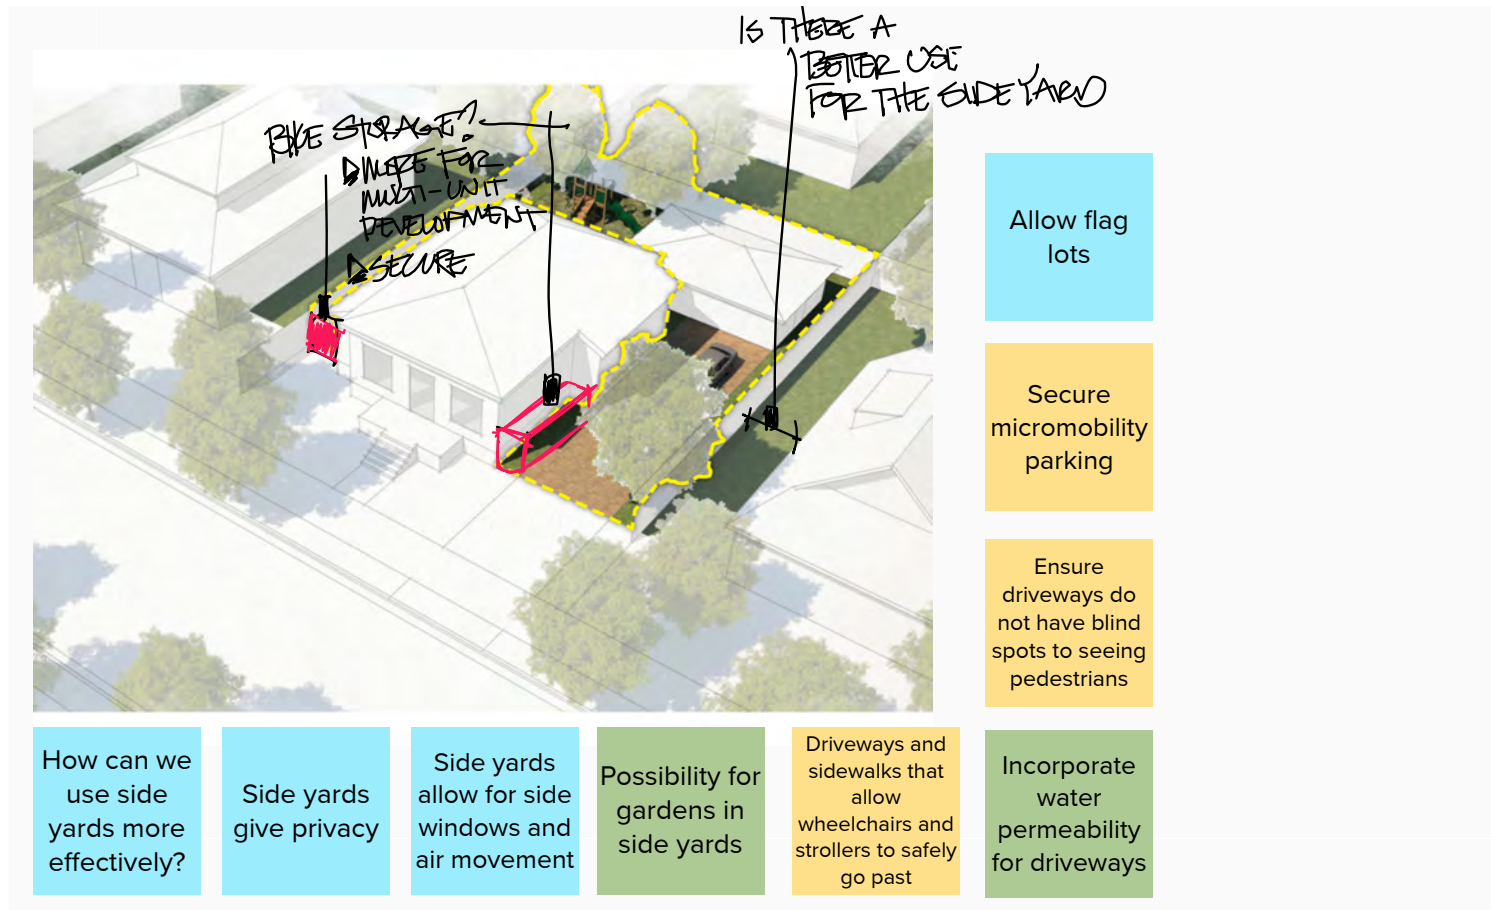 IS THERE A
BETTER USE
FOR THE SIDE YARD
BIKE STORAGE?
MORE FOR
MULTI-UNIT
DEVELOPMENT
SECURE
Allow flag
lots
Secure
micromobility
parking
Ensure
driveways do
not have blind
spots to seeing
pedestrians
How can we
use side
yards more
effectively?
Side yards
give privacy
Side yards
allow for side
windows and
air movement
Possibility for
gardens in
side yards
Driveways and
sidewalks that
allow
wheelchairs and
strollers to safely
go past
Incorporate
water
permeability
for driveways